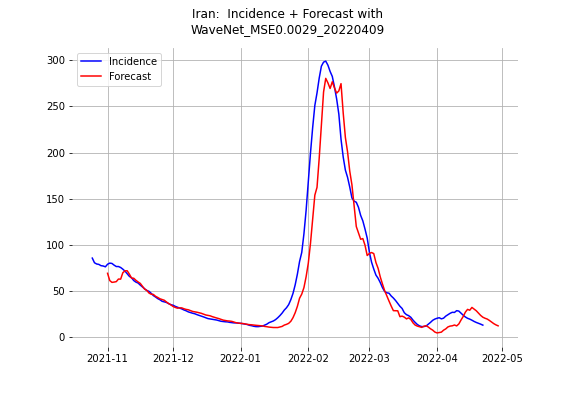 Iran:  Incidence + Forecast with
WaveNet_MSE0.0029_20220409
Incidence
Forecast
300
250
200
150
100
50
0
2021-11 2021-12 2022-01 2022-02 2022-03 2022-04 2022-05